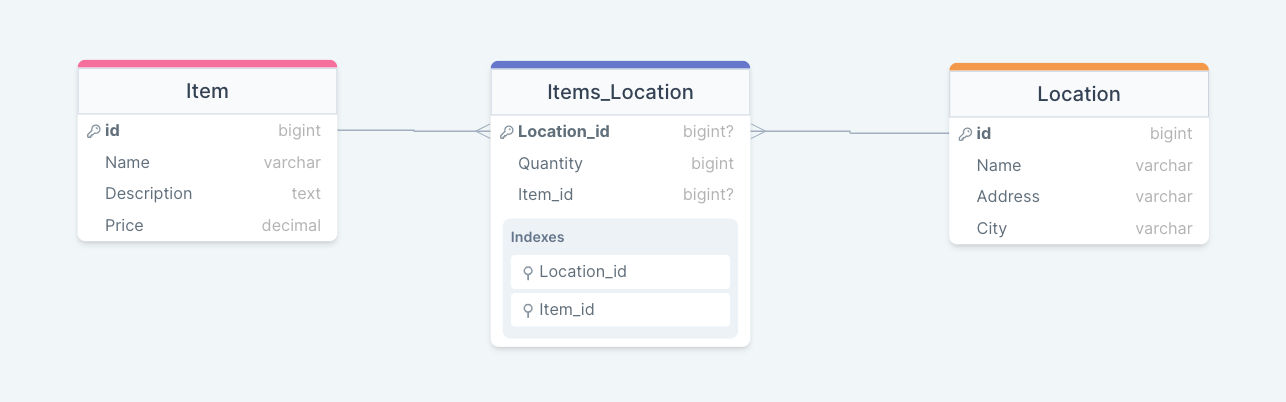 Item
id bigint
Name varchar
Description text
Price decimal
Items_Location
Location_id bigint?
Quantity bigint
Item_id bigint?
Indexes
Location_id
Item_id
Location
id bigint
Name varchar
Address varchar
City varchar